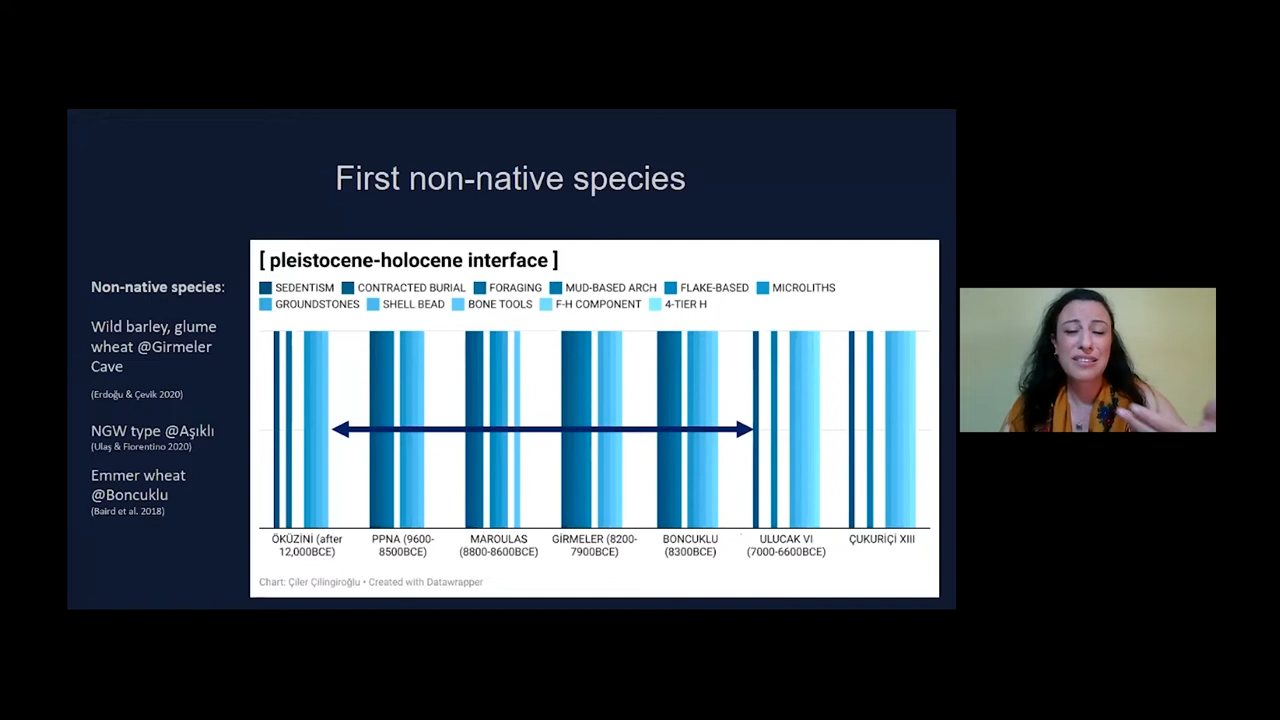 First non-native species
Non-native species:
Wild barley, glume
wheat @Girmeler
Cave
(Erdoğu & Çevik 2020)
NGW type @Aşıklı
(Ulaş & Fiorentino 2020)
Emmer wheat
@Boncuklu
(Baird et al. 2018)
[ pleistocene-holocene interface ]
SEDENTISM CONTRACTED BURIAL FORAGING MUD-BASED ARCH FLAKE-BASED MICROLITHS
GROUNDSTONES SHELL BEAD BONE TOOLS F-H COMPONENT 4-TIER H
ÖKÜZİNİ (after
12,000BCE)
PPNA (9600-
8500BCE)
MAROULAS
(8800-8600BCE)
GİRMELER (8200-
7900BCE)
BONCUKLU
(8300BCE)
ULUCAK VI
(7000-6600BCE)
ÇUKURİÇİ XIII
Chart: Çiler Çilingiroğlu • Created with Datawrapper